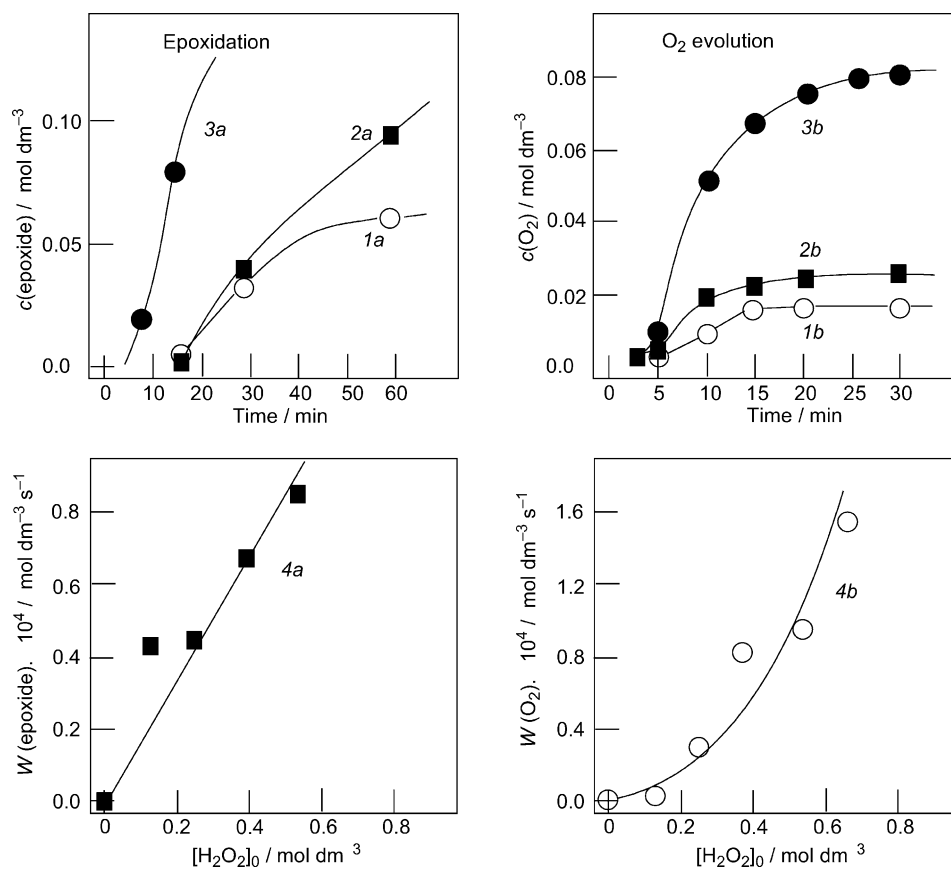 Epoxidation
c(epoxide) / mol dm⁻³
0.10
0.05
0.0
3a
2a
1a
0 10 20 30 40 50 60
Time / min
O₂ evolution
c(O₂) / mol dm⁻³
0.08
0.06
0.04
0.02
0.0
3b
2b
1b
0 5 10 15 20 25 30
Time / min
W (epoxide). 10⁴ / mol dm⁻³ s⁻¹
0.8
0.6
0.4
0.2
0.0
4a
0 0.2 0.4 0.6 0.8
[H₂O₂]₀ / mol dm ³
W (O₂). 10⁴ / mol dm⁻³ s⁻¹
1.6
1.2
0.8
0.4
0.0
4b
0 0.2 0.4 0.6 0.8
[H₂O₂]₀ / mol dm ³